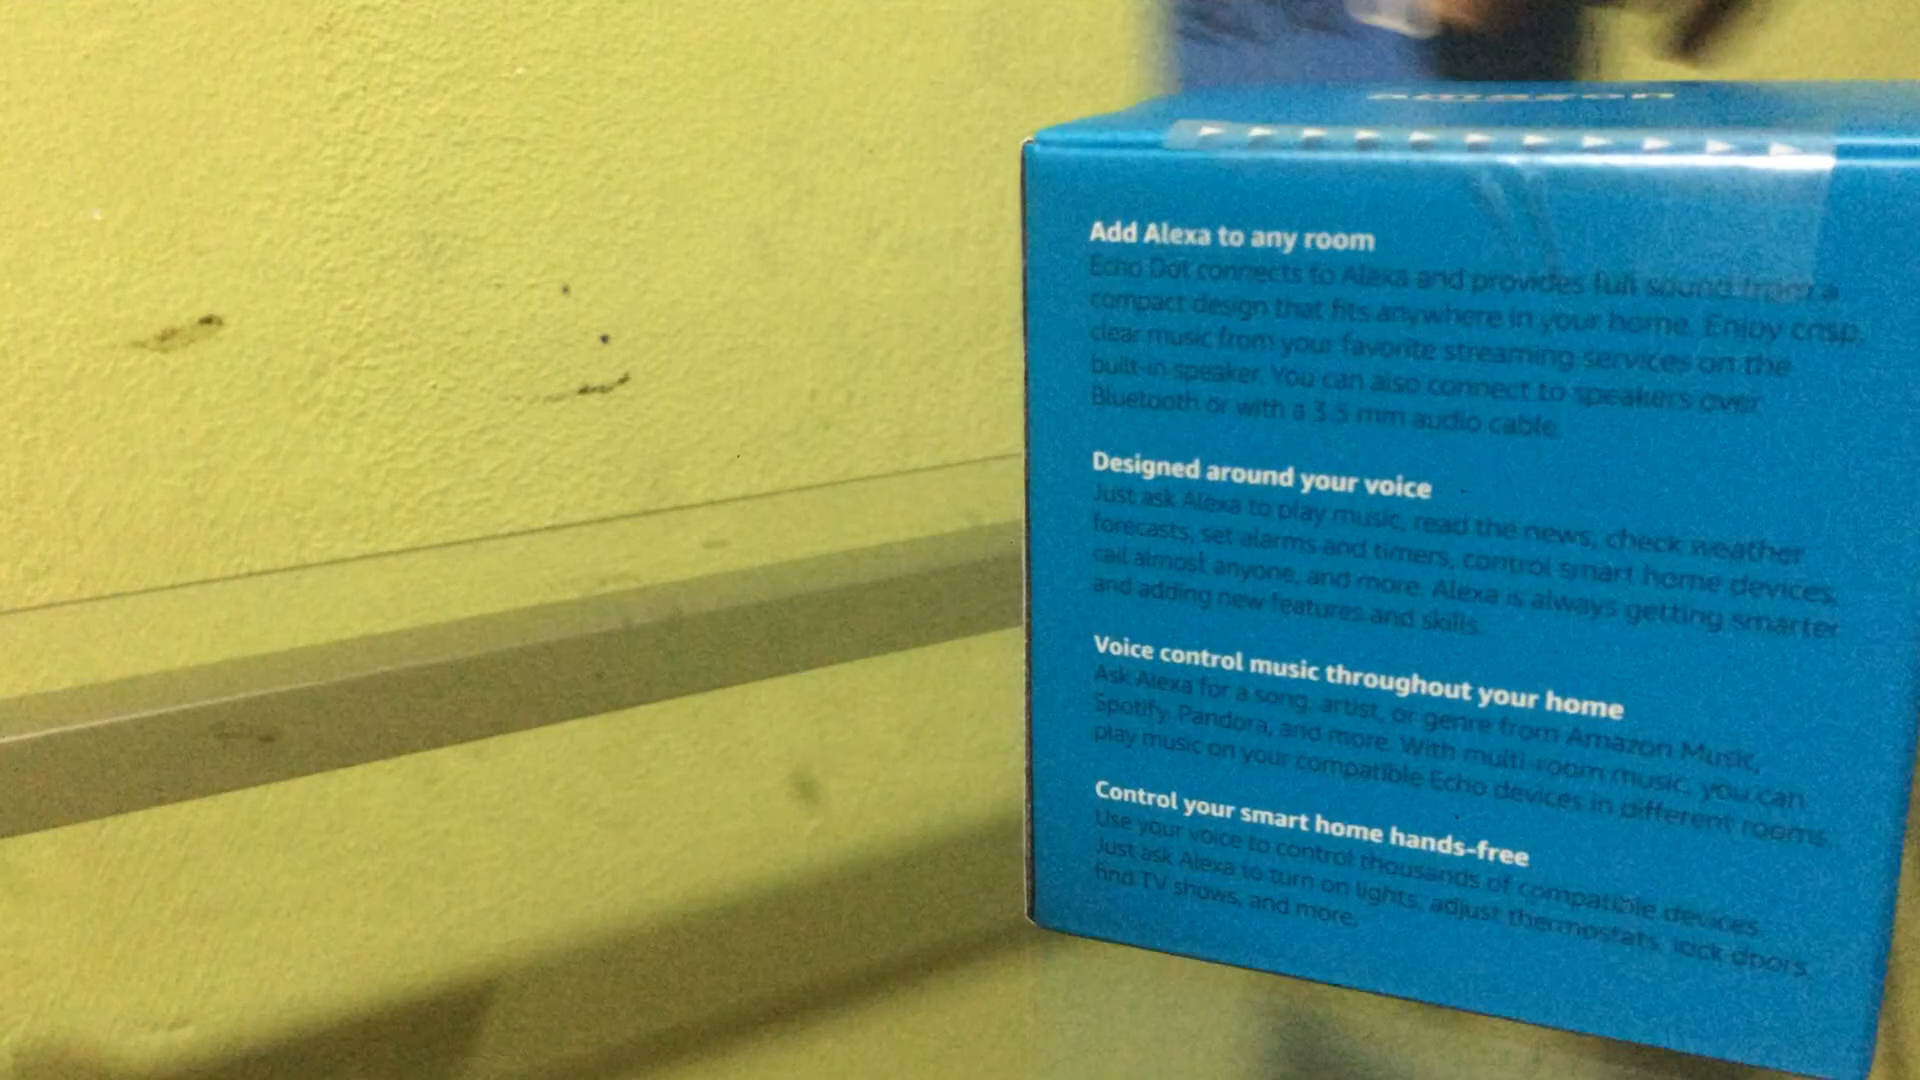 amazon
Add Alexa to any room
Echo Dot connects to Alexa and provides full sound from a
compact design that fits anywhere in your home. Enjoy crisp,
clear music from your favorite streaming services on the
built-in speaker. You can also connect to speakers over
Bluetooth or with a 3.5 mm audio cable.
Designed around your voice
Just ask Alexa to play music, read the news, check weather
forecasts, set alarms and timers, control smart home devices,
call almost anyone, and more. Alexa is always getting smarter
and adding new features and skills.
Voice control music throughout your home
Ask Alexa for a song, artist, or genre from Amazon Music,
Spotify, Pandora, and more. With multi-room music, you can
play music on your compatible Echo devices in different rooms.
Control your smart home hands-free
Use your voice to control thousands of compatible devices.
Just ask Alexa to turn on lights, adjust thermostats, lock doors,
find TV shows, and more.